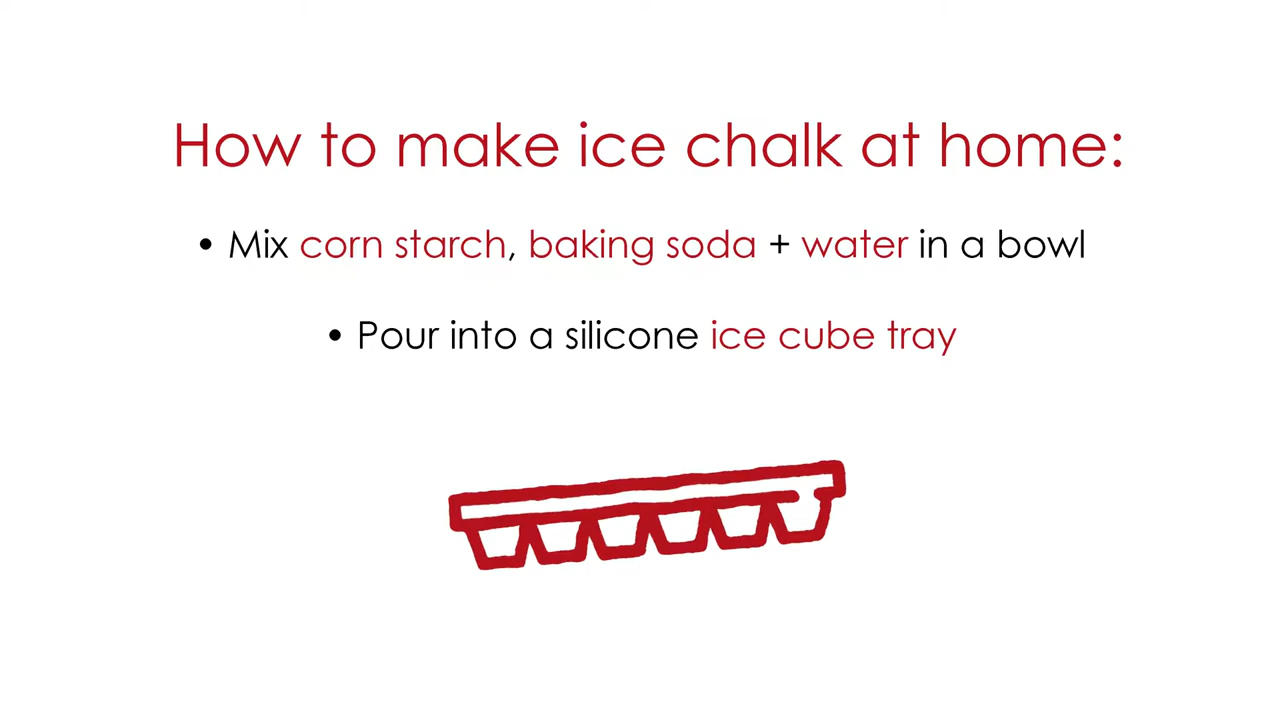 How to make ice chalk at home:
• Mix corn starch, baking soda + water in a bowl
• Pour into a silicone ice cube tray